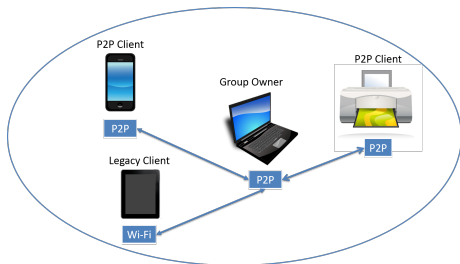 P2P Client
P2P Client
Group Owner
P2P
P2P
Legacy Client
P2P
Wi-Fi